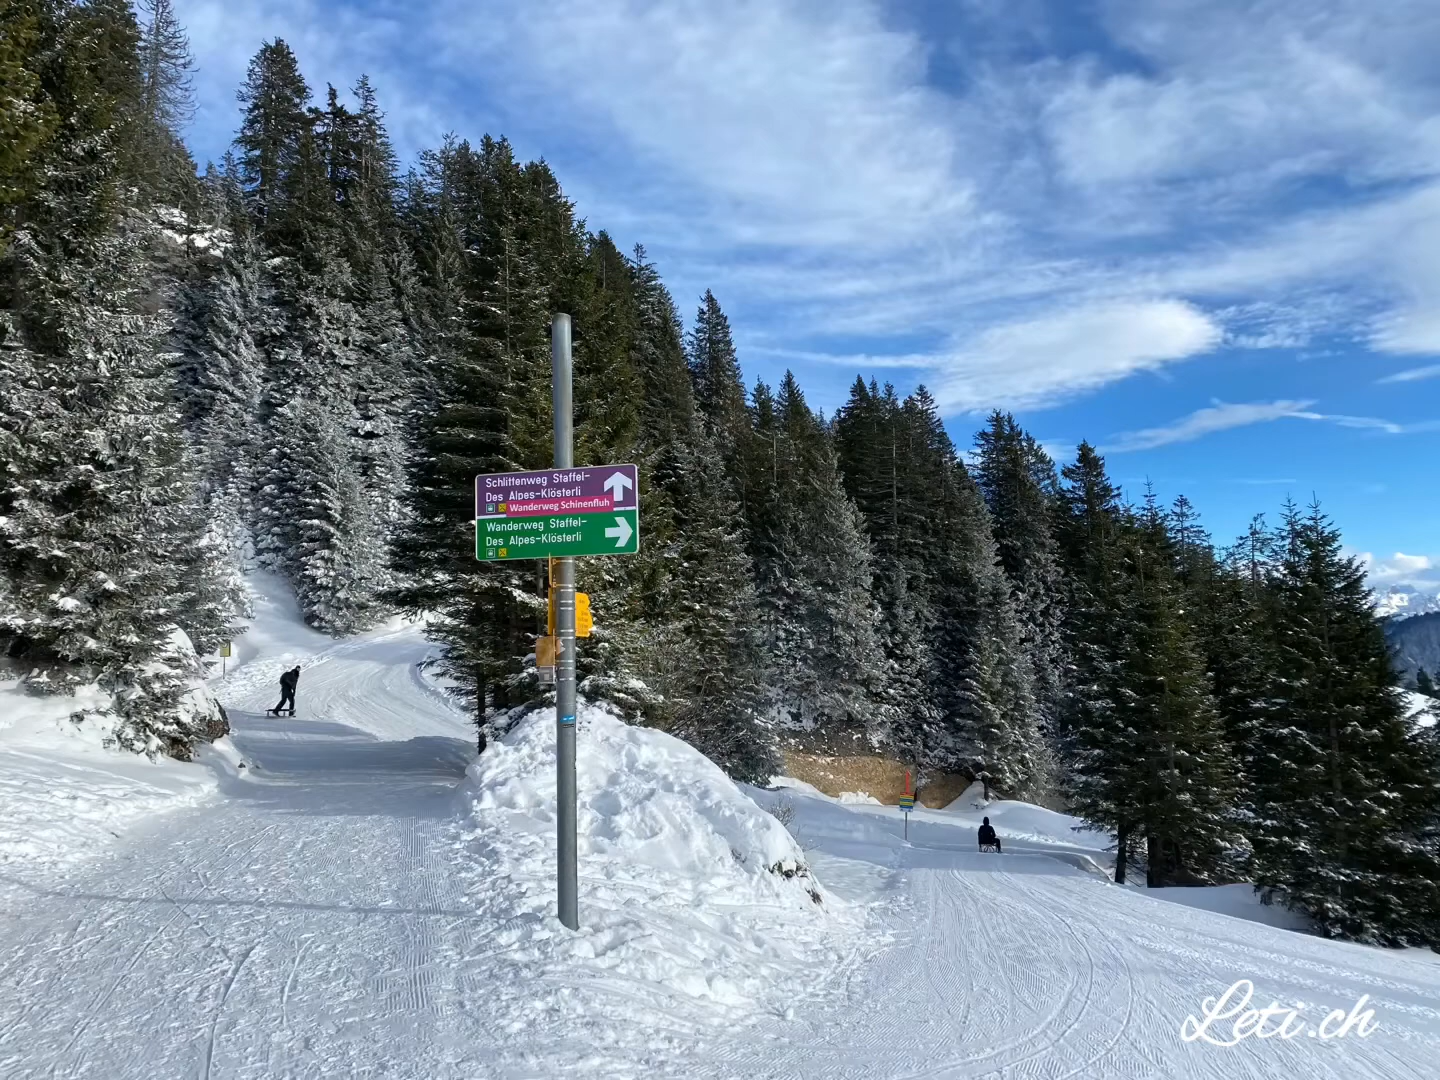 Schlittenweg Staffel-
Des Alpes-Klösterli
Wanderweg Schinenfluh
Wanderweg Staffel-
Des Alpes-Klösterli
Leti.ch